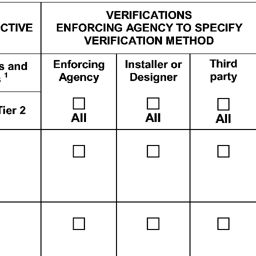 VERIFICATIONS
CTIVE ENFORCING AGENCY TO SPECIFY
VERIFICATION METHOD
s and Enforcing Installer or Third
s 1 Agency Designer party
Tier 2 ☐ ☐ ☐
All All All
☐ ☐ ☐
☐ ☐ ☐